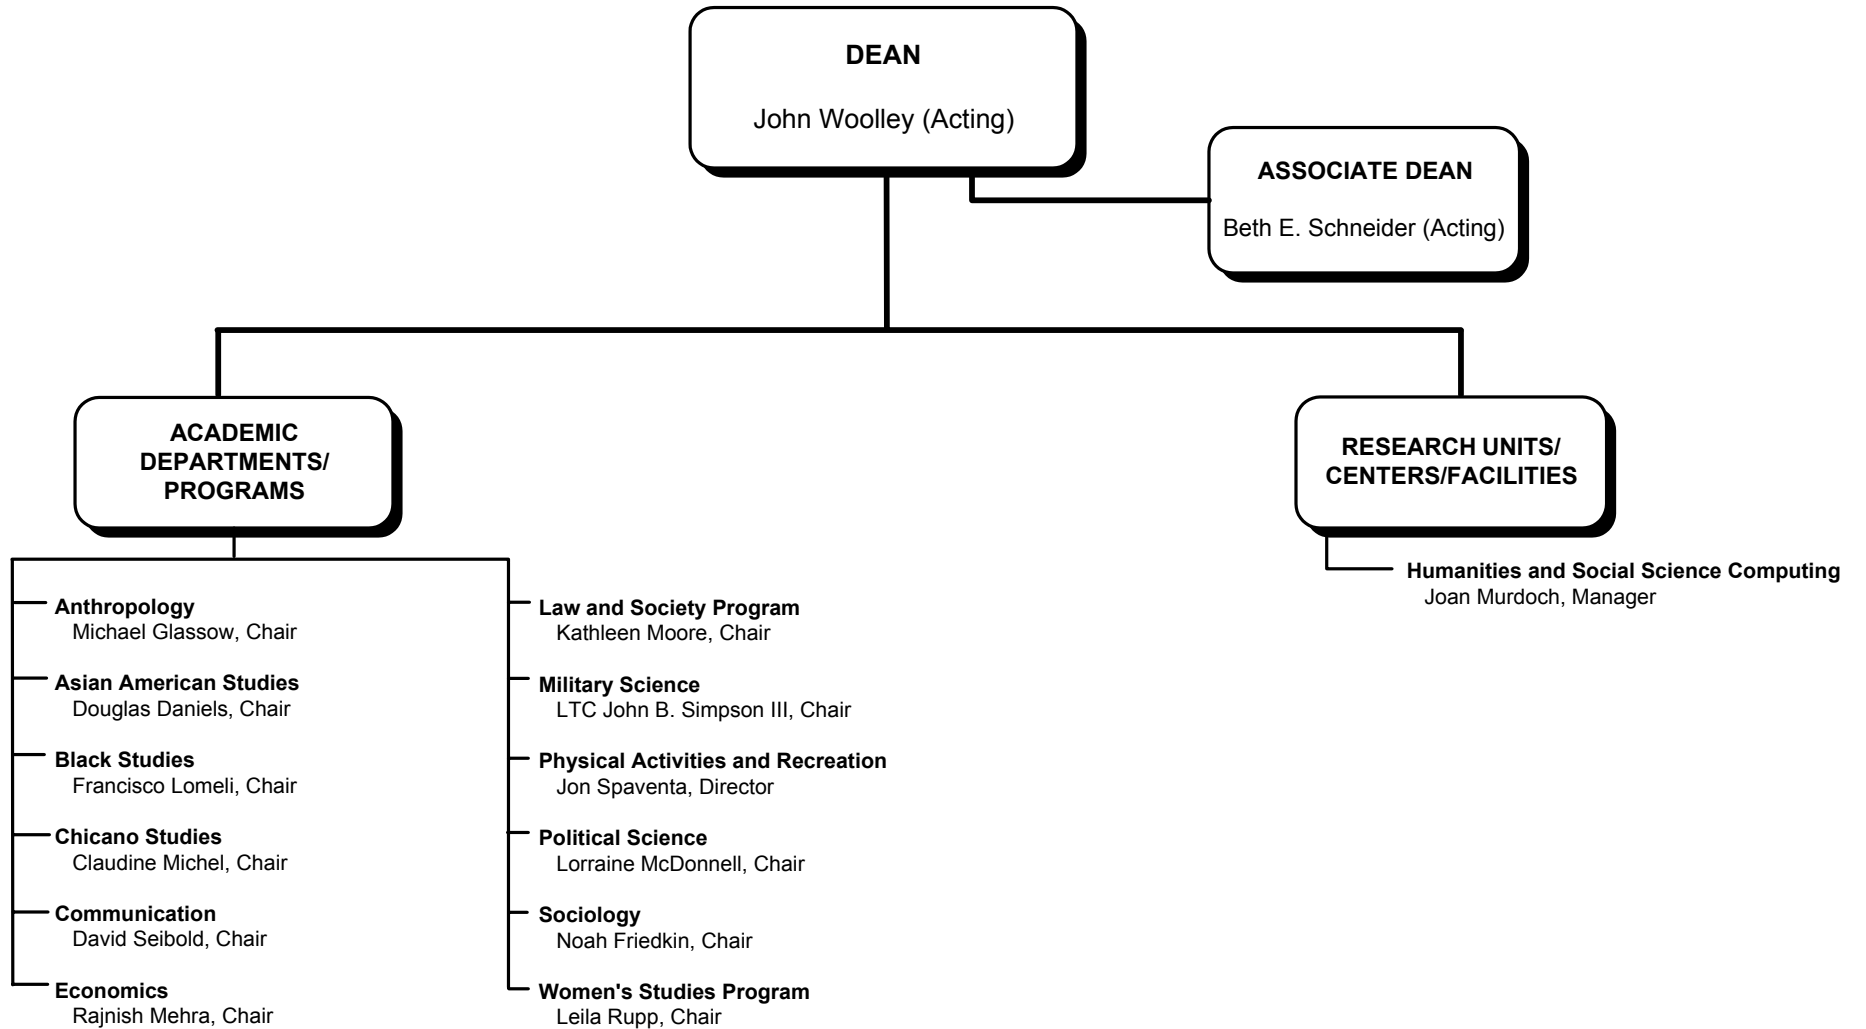 DEAN
John Woolley (Acting)
ASSOCIATE DEAN
Beth E. Schneider (Acting)
ACADEMIC
DEPARTMENTS/
PROGRAMS
RESEARCH UNITS/
CENTERS/FACILITIES
Anthropology
Michael Glassow, Chair
Asian American Studies
Douglas Daniels, Chair
Black Studies
Francisco Lomeli, Chair
Chicano Studies
Claudine Michel, Chair
Communication
David Seibold, Chair
Economics
Rajnish Mehra, Chair
Law and Society Program
Kathleen Moore, Chair
Military Science
LTC John B. Simpson III, Chair
Physical Activities and Recreation
Jon Spaventa, Director
Political Science
Lorraine McDonnell, Chair
Sociology
Noah Friedkin, Chair
Women's Studies Program
Leila Rupp, Chair
Humanities and Social Science Computing
Joan Murdoch, Manager